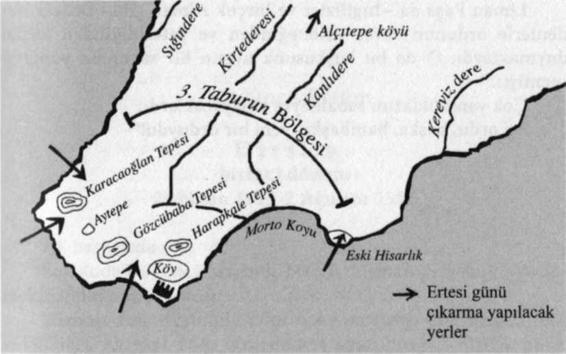 Sığındere
Kirtederesi
Alçıtepe köyü
Kanlıdere
Kereviz dere
3. Taburun Bölgesi
Karacaoğlan Tepesi
Aytepe
Gözcübaba Tepesi
Harapkale Tepesi
Köy
Morto Koyu
Eski Hisarlık
Ertesi günü
çıkarma yapılacak
yerler